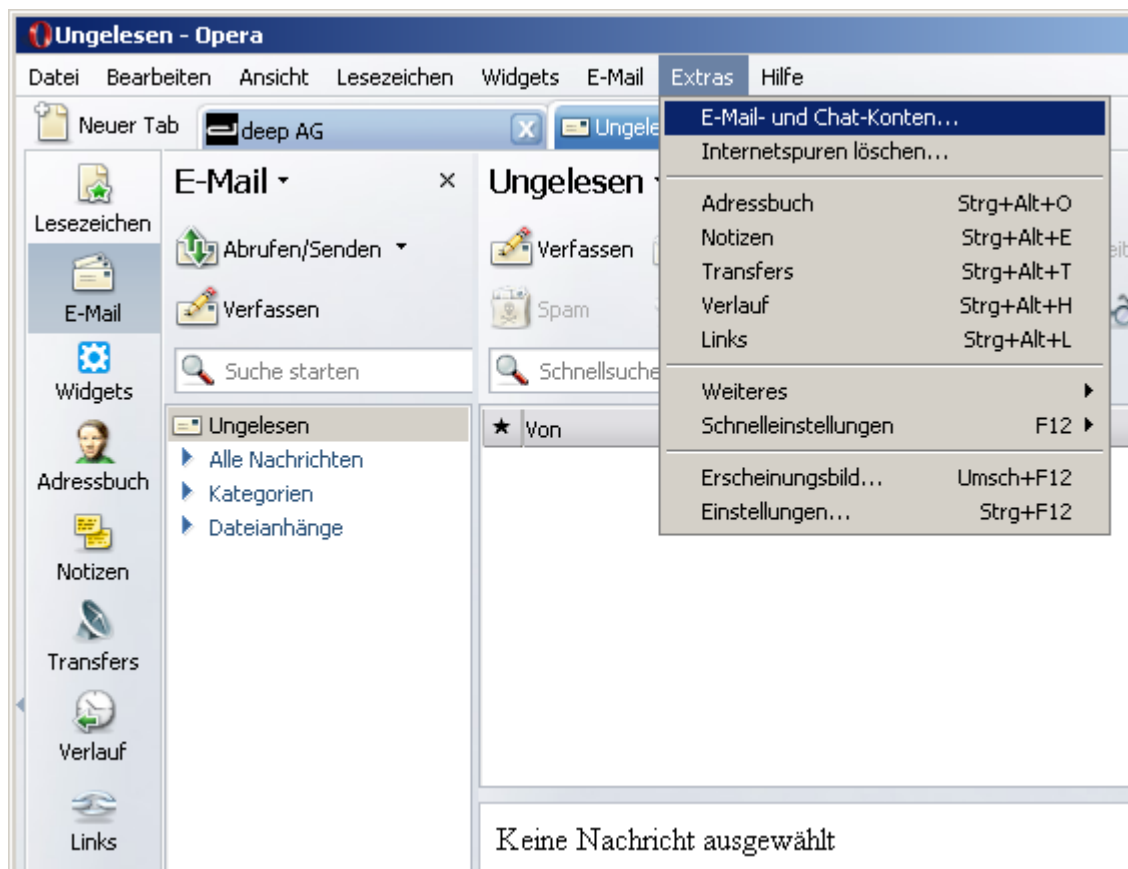 Ungelesen - Opera
Datei Bearbeiten Ansicht Lesezeichen Widgets E-Mail Extras Hilfe
Neuer Tab
deep AG
E-Mail- und Chat-Konten...
Internetspuren löschen...
Adressbuch Strg+Alt+O
Notizen Strg+Alt+E
Transfers Strg+Alt+T
Verlauf Strg+Alt+H
Links Strg+Alt+L
Weiteres
Schnelleinstellungen F12
Erscheinungsbild... Umsch+F12
Einstellungen... Strg+F12
Lesezeichen
E-Mail
Widgets
Adressbuch
Notizen
Transfers
Verlauf
Links
E-Mail
Abrufen/Senden
Verfassen
Suche starten
Ungelesen
Alle Nachrichten
Kategorien
Dateianhänge
Ungelesen
Verfassen
Spam
Schnellsuche
Von
Keine Nachricht ausgewählt